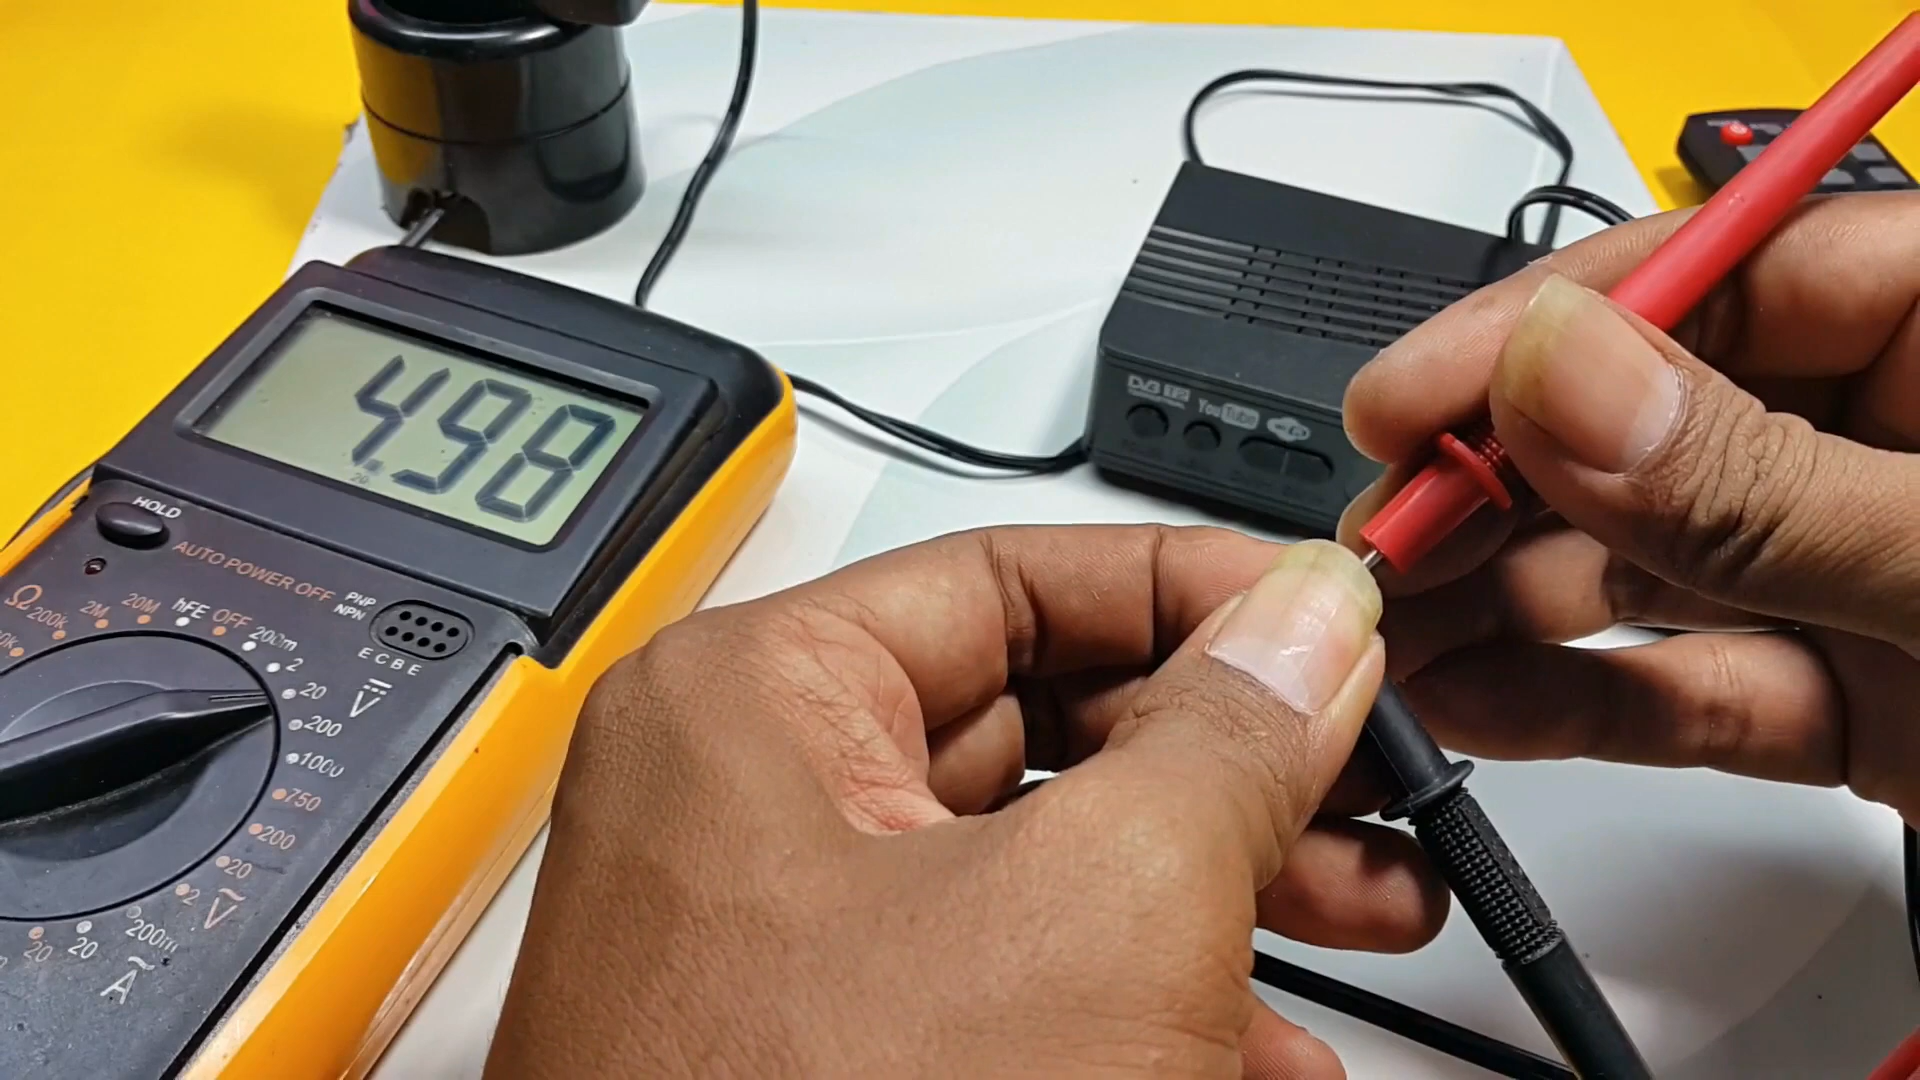 4.98
20
HOLD
AUTO POWER OFF
PNP
NPN
E C B E
Ω
200k
2M
20M
hFE
OFF
200m
2
20
200
1000
V
750
200
20
2
V
200m
20
20
A
DVB T2
YouTube